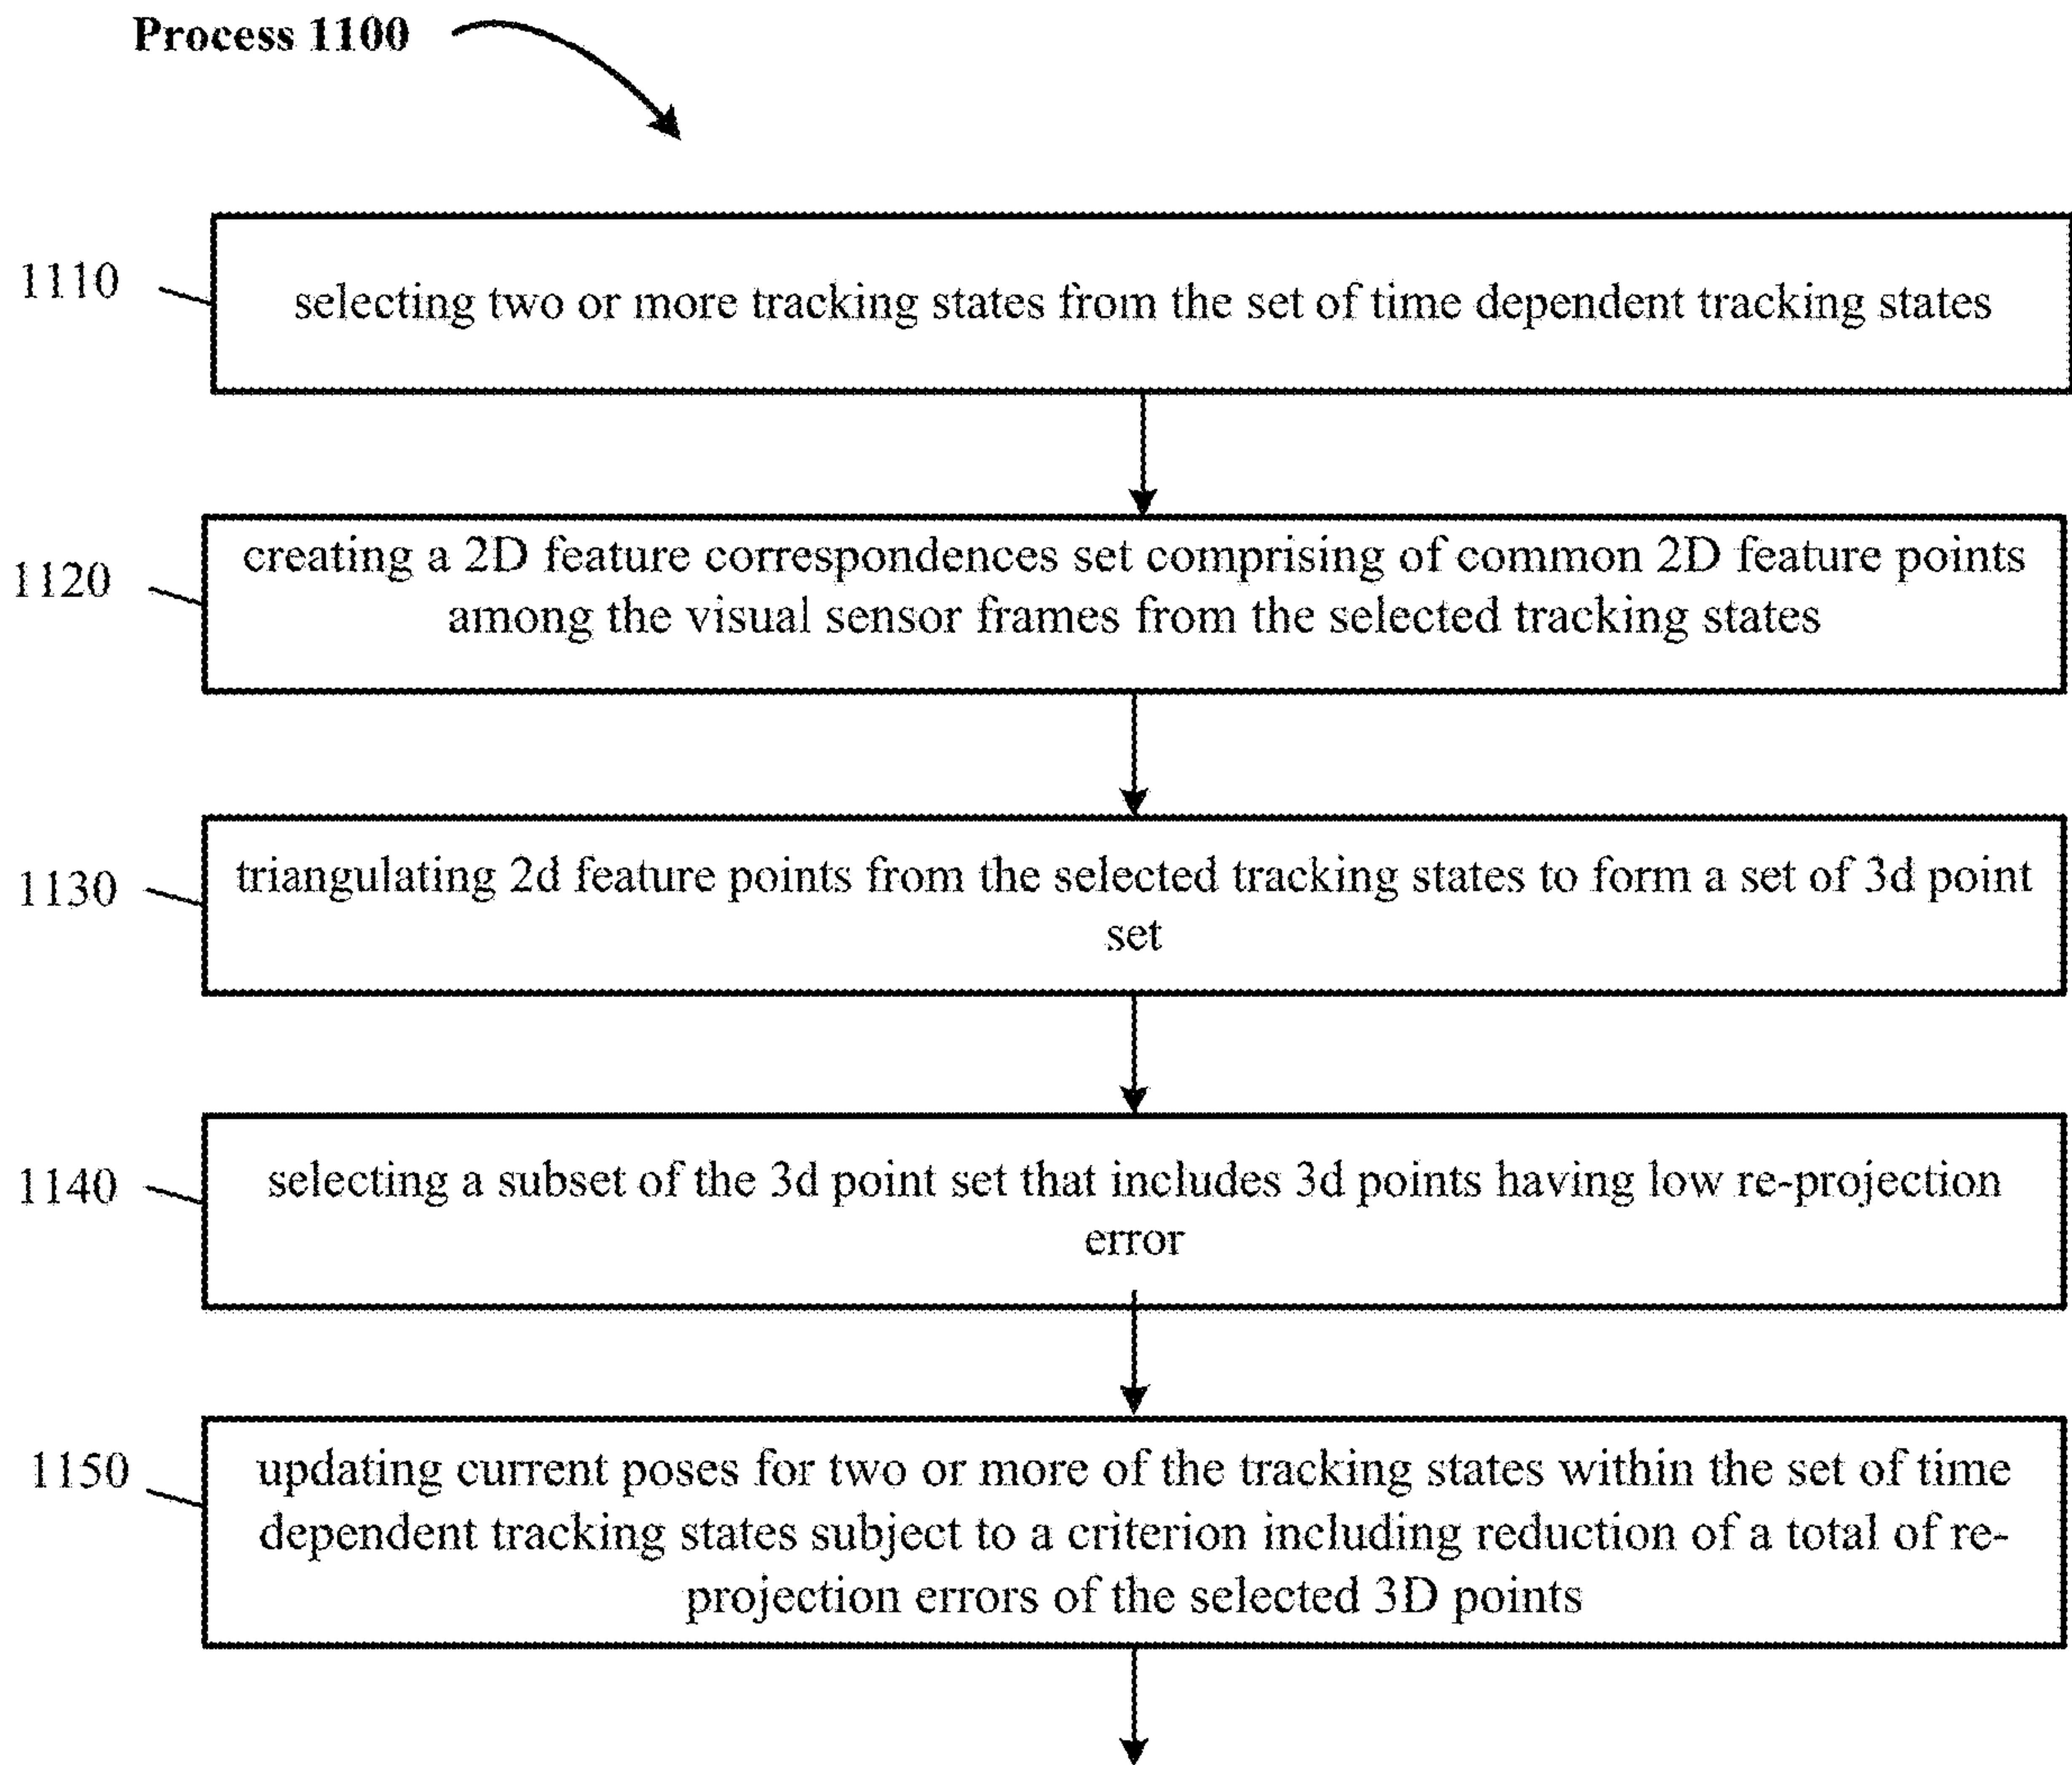 Process 1100
1110
selecting two or more tracking states from the set of time dependent tracking states
1120
creating a 2D feature correspondences set comprising of common 2D feature points
among the visual sensor frames from the selected tracking states
1130
triangulating 2d feature points from the selected tracking states to form a set of 3d point
set
1140
selecting a subset of the 3d point set that includes 3d points having low re-projection
error
1150
updating current poses for two or more of the tracking states within the set of time
dependent tracking states subject to a criterion including reduction of a total of re-
projection errors of the selected 3D points